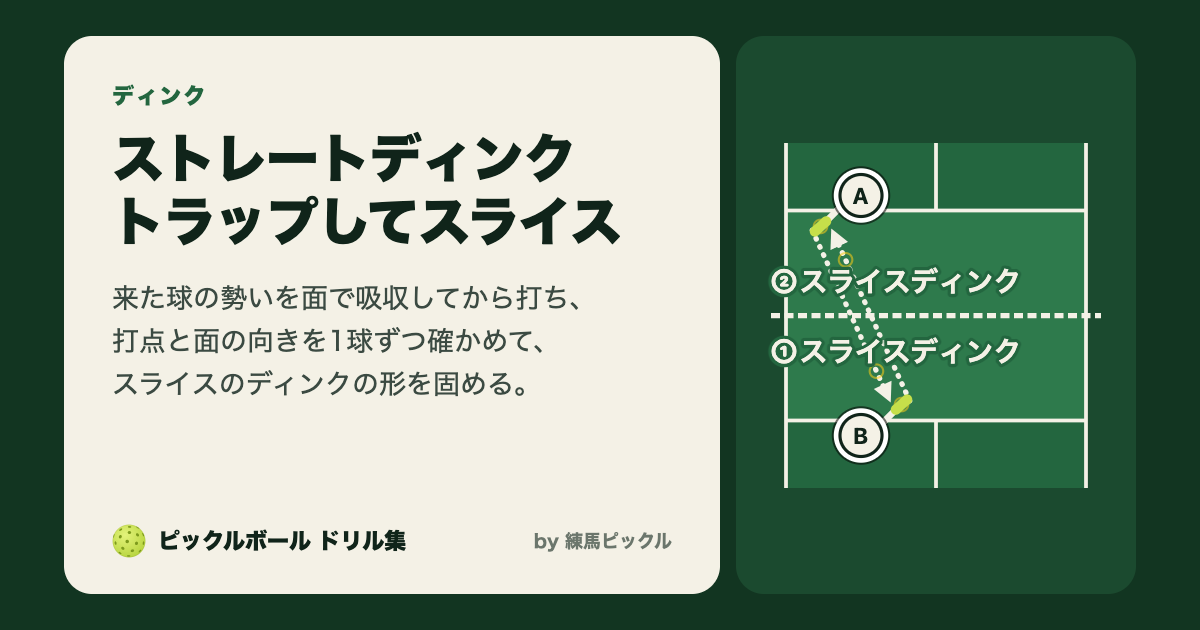 ディンク
ストレートディンク
トラップしてスライス
来た球の勢いを面で吸収してから打ち、
打点と面の向きを1球ずつ確かめて、
スライスのディンクの形を固める。
ピックルボール ドリル集
by 練馬ピックル
A
②スライスディンク
①スライスディンク
B